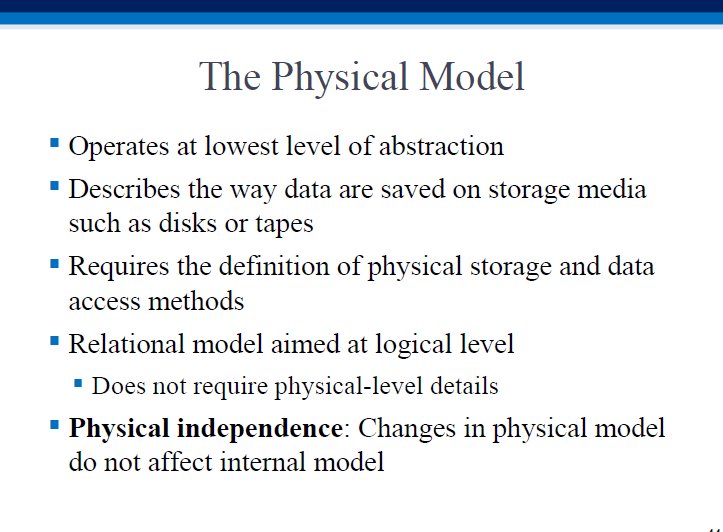 The Physical Model
Operates at lowest level of abstraction
Describes the way data are saved on storage media
such as disks or tapes
Requires the definition of physical storage and data
access methods
Relational model aimed at logical level
Does not require physical-level details
Physical independence: Changes in physical model
do not affect internal model